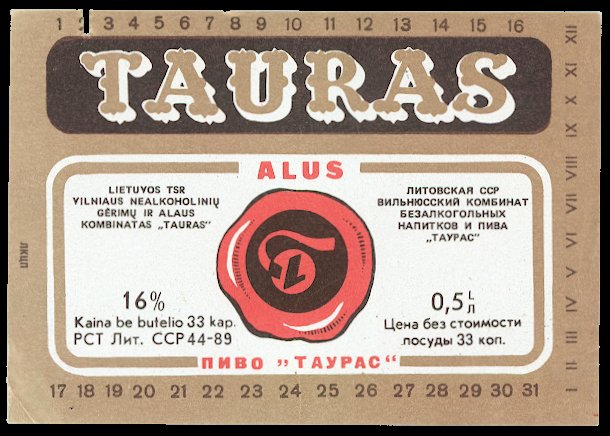 1 2 3 4 5 6 7 8 9 10 11 12 13 14 15 16
TAURAS
ALUS
LIETUVOS TSR
VILNIAUS NEALKOHOLINIŲ
GĖRIMŲ IR ALAUS
KOMBINATAS „TAURAS"
ЛИТОВСКАЯ ССР
ВИЛЬНЮССКИЙ КОМБИНАТ
БЕЗАЛКОГОЛЬНЫХ
НАПИТКОВ И ПИВА
„ТАУРАС"
16%
Kaina be butelio 33 kap.
РСТ Лит. ССР 44-89
0,5 L
Л
Цена без стоимости
посуды 33 коп.
ПИВО „ТАУРАС"
17 18 19 20 21 22 23 24 25 26 27 28 29 30 31
I II III IV V VI VII VIII IX X XI XII
ЛКЦП